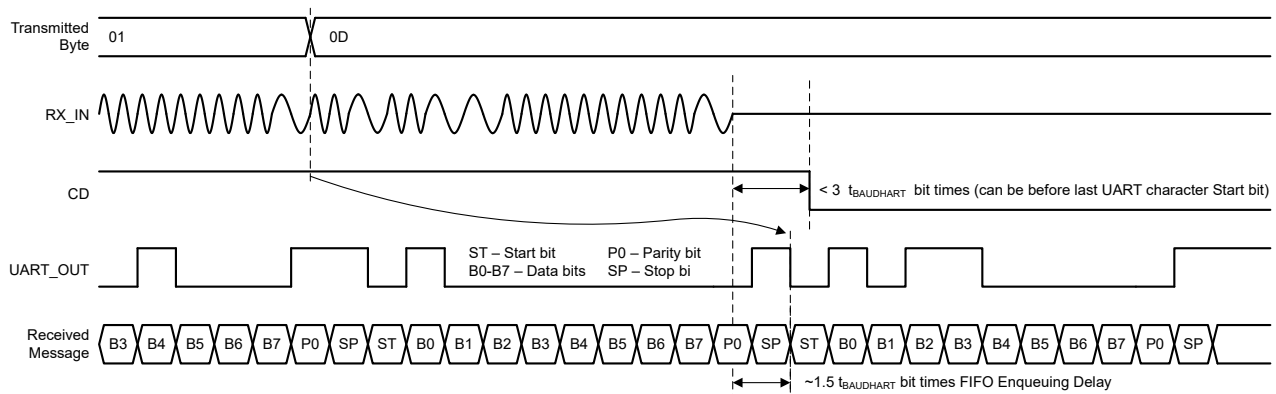 Transmitted
Byte
01
0D
RX_IN
CD
< 3 tBAUDHART bit times (can be before last UART character Start bit)
ST – Start bit P0 – Parity bit
B0-B7 – Data bits SP – Stop bi
UART_OUT
Received
Message
B3 B4 B5 B6 B7 P0 SP ST B0 B1 B2 B3 B4 B5 B6 B7 P0 SP ST B0 B1 B2 B3 B4 B5 B6 B7 P0 SP
~1.5 tBAUDHART bit times FIFO Enqueuing Delay